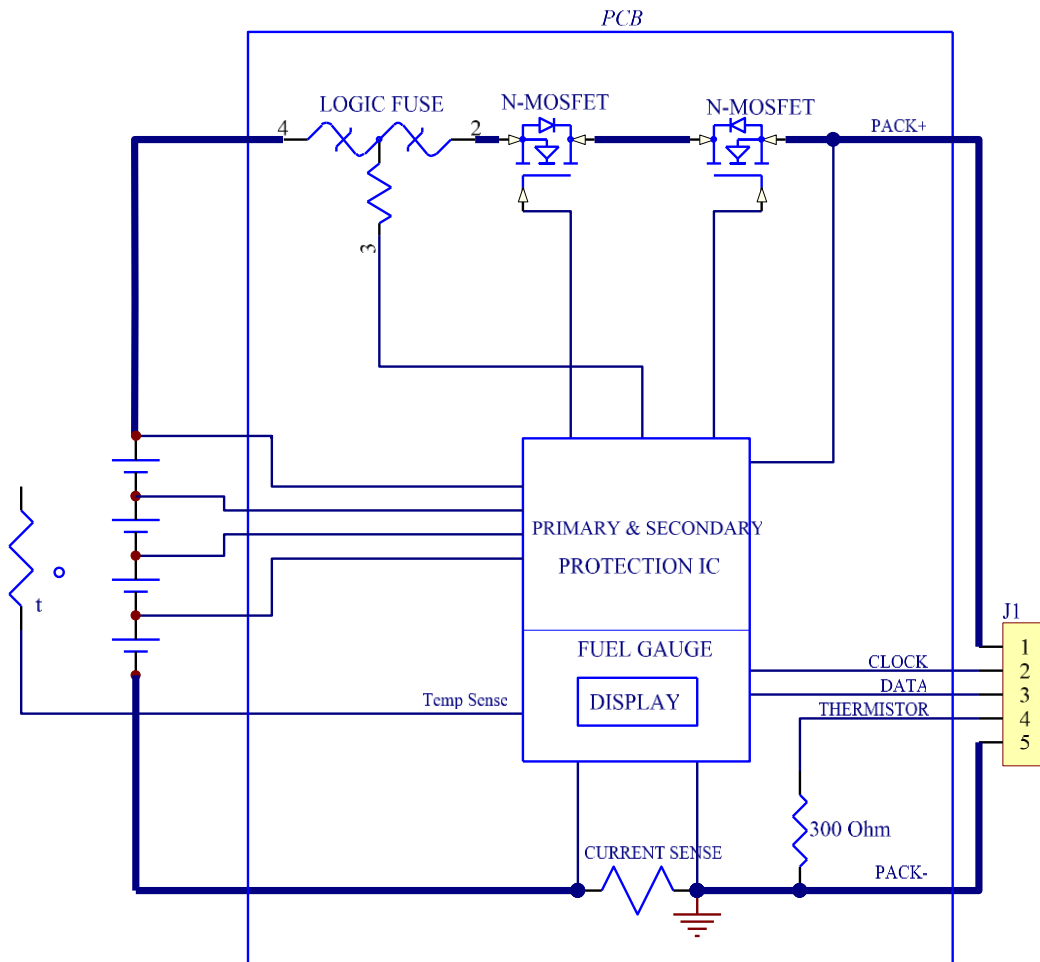 PCB
LOGIC FUSE
N-MOSFET
N-MOSFET
4
2
PACK+
3
PRIMARY & SECONDARY
PROTECTION IC
t
J1
FUEL GAUGE
1
CLOCK
2
DATA
3
Temp Sense
DISPLAY
THERMISTOR
4
5
300 Ohm
CURRENT SENSE
PACK-